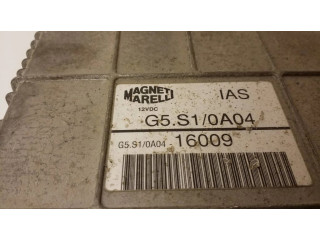 MAGNETI MARELLI IAS
12VDC
G5.S1/0A04
G5.S1/0A04 - 16009